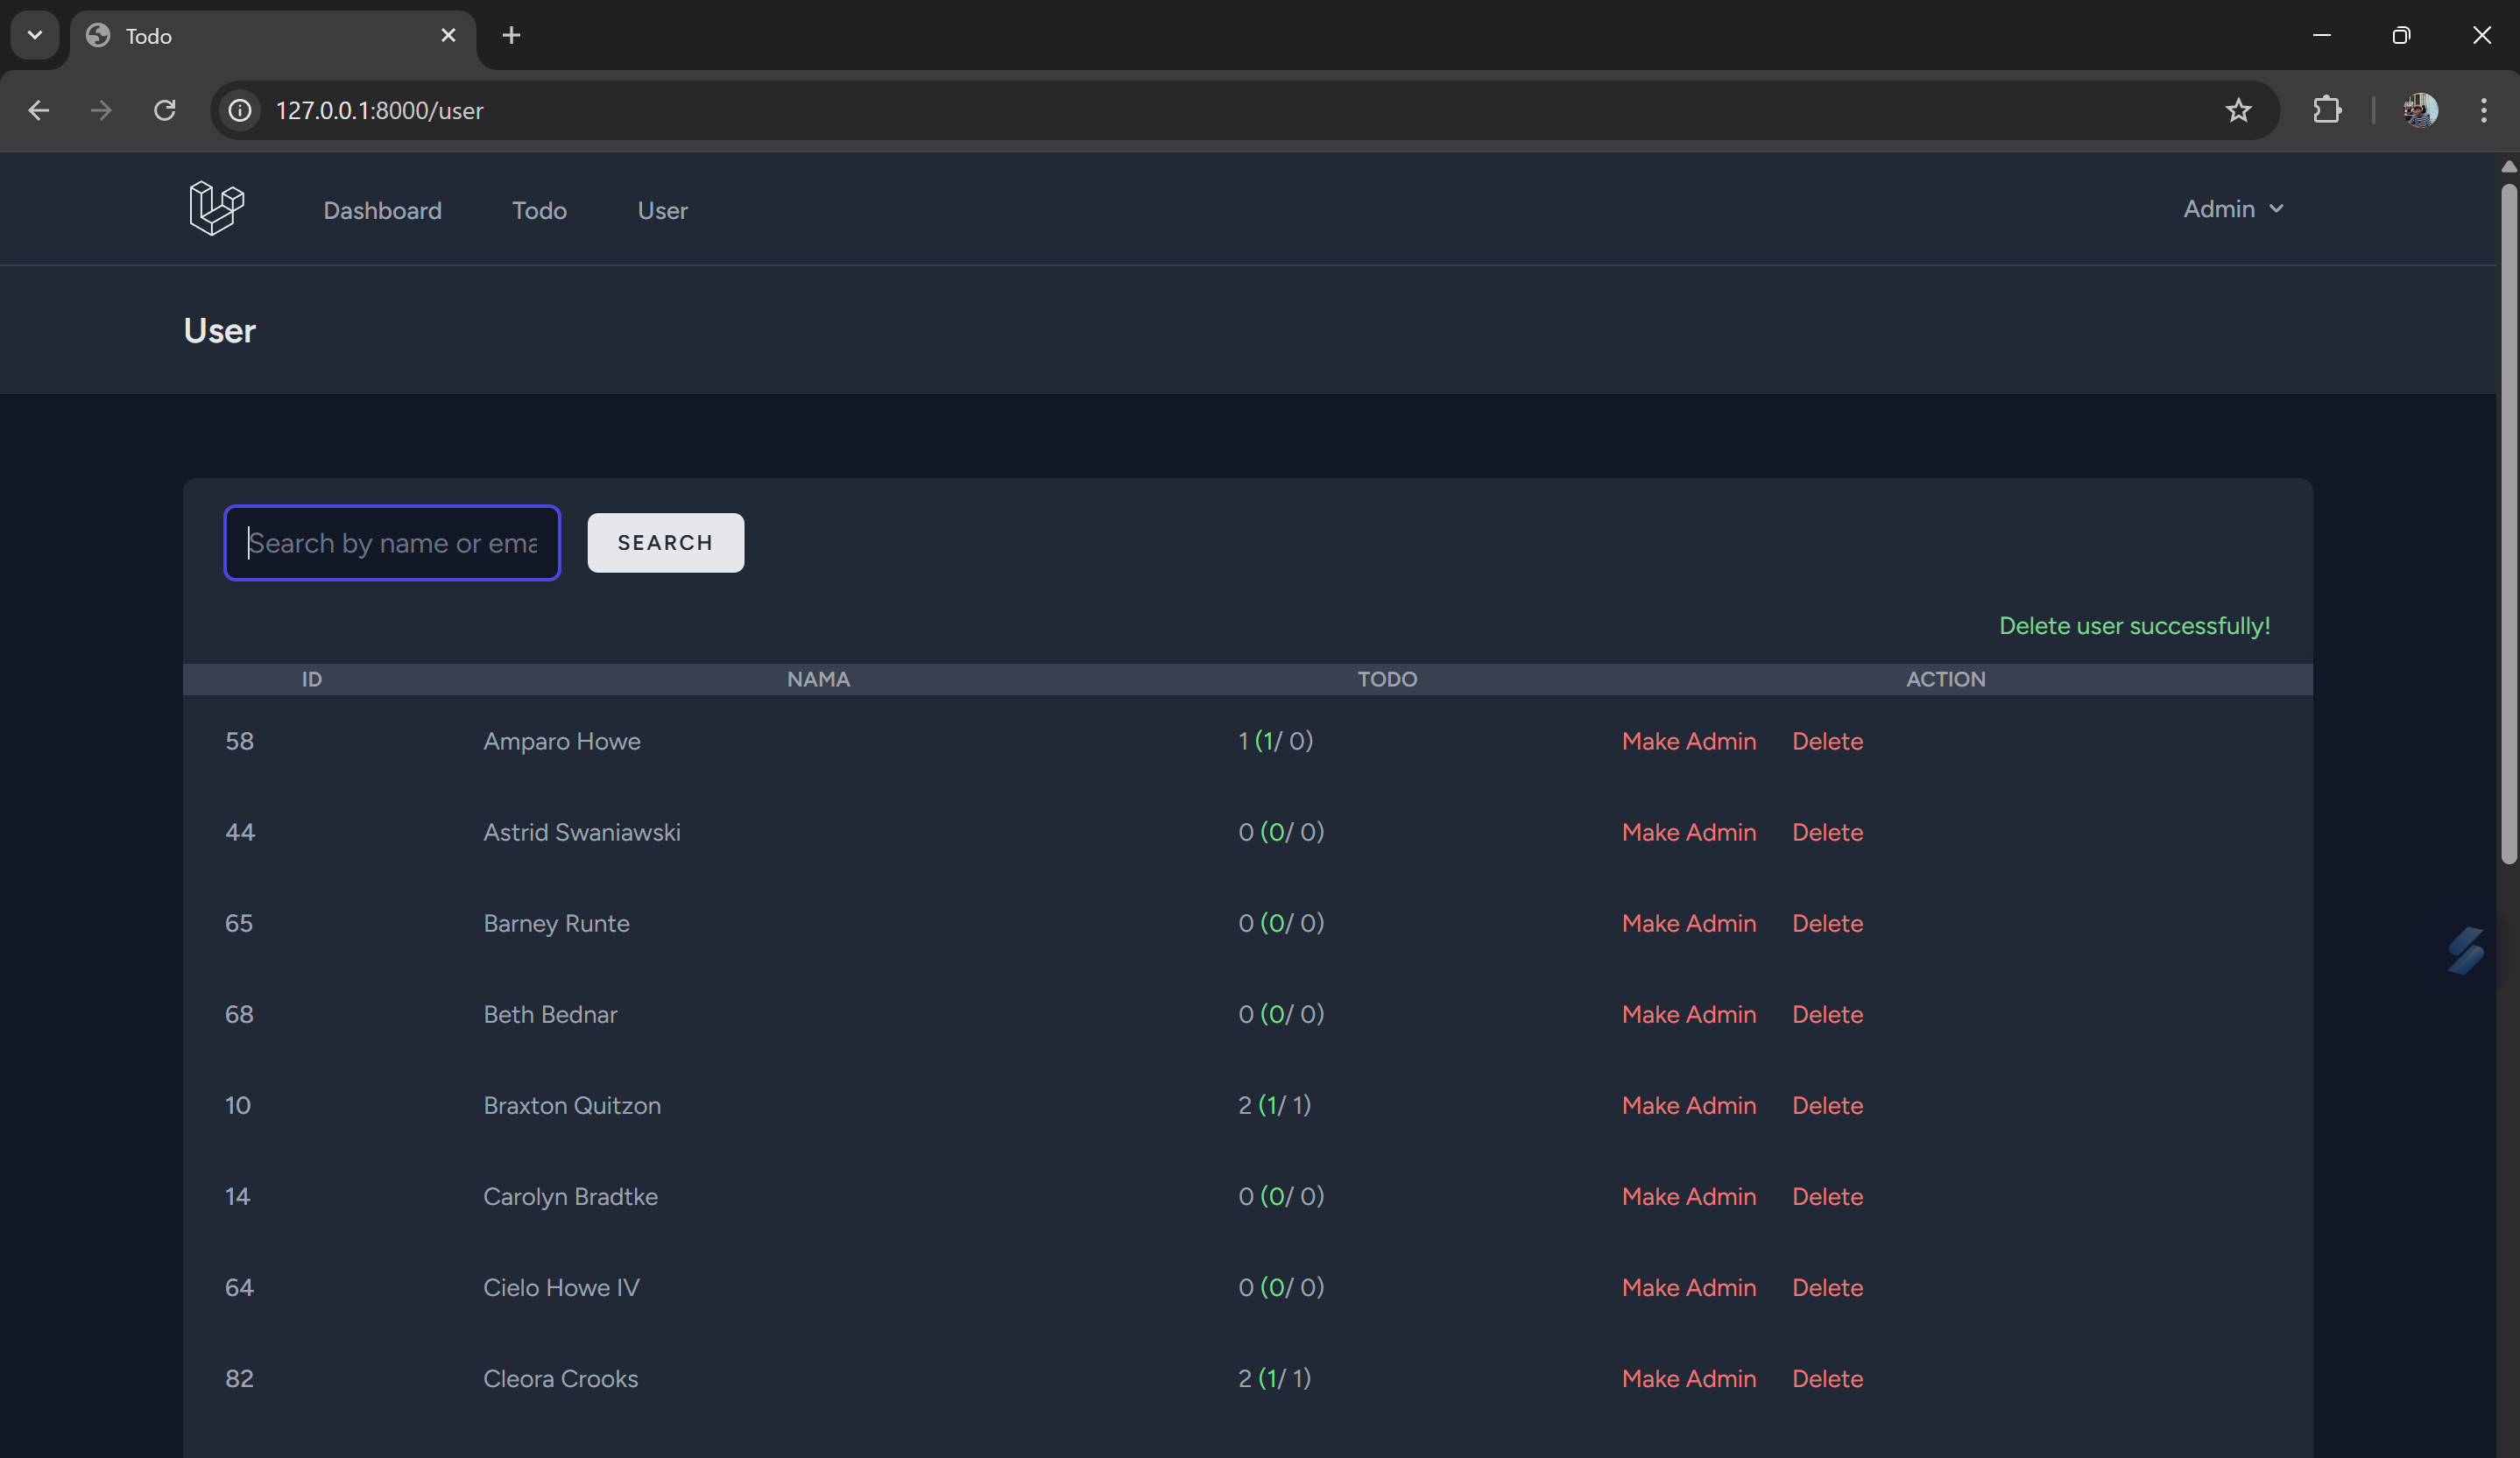 Todo
127.0.0.1:8000/user
Dashboard Todo User Admin
User
Search by name or ema SEARCH
Delete user successfully!
ID NAMA TODO ACTION
58 Amparo Howe 1 (1/ 0) Make Admin Delete
44 Astrid Swaniawski 0 (0/ 0) Make Admin Delete
65 Barney Runte 0 (0/ 0) Make Admin Delete
68 Beth Bednar 0 (0/ 0) Make Admin Delete
10 Braxton Quitzon 2 (1/ 1) Make Admin Delete
14 Carolyn Bradtke 0 (0/ 0) Make Admin Delete
64 Cielo Howe IV 0 (0/ 0) Make Admin Delete
82 Cleora Crooks 2 (1/ 1) Make Admin Delete